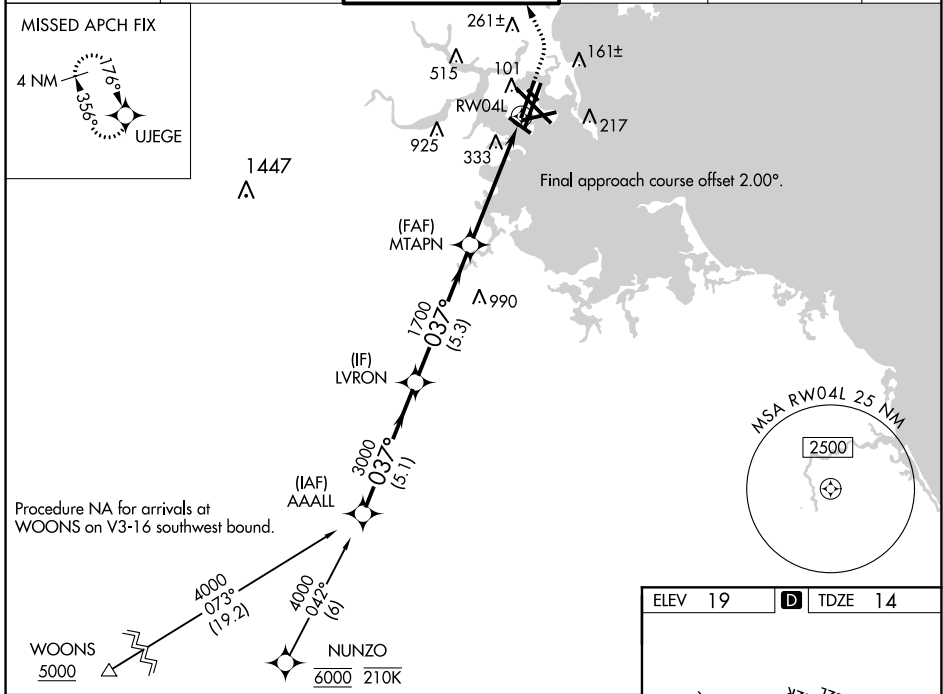 MISSED APCH FIX
4 NM
176°
356°
UJEGE
261±
515
101
161±
RW04L
217
925
333
1447
Final approach course offset 2.00°.
(FAF)
MTAPN
990
1700
037°
(5.3)
(IF)
LVRON
MSA RW04L 25 NM
2500
3000
037°
(5.1)
(IAF)
AAALL
Procedure NA for arrivals at
WOONS on V3-16 southwest bound.
4000
073°
(19.2)
4000
042°
(6)
WOONS
5000
NUNZO
6000 210K
ELEV 19 D TDZE 14